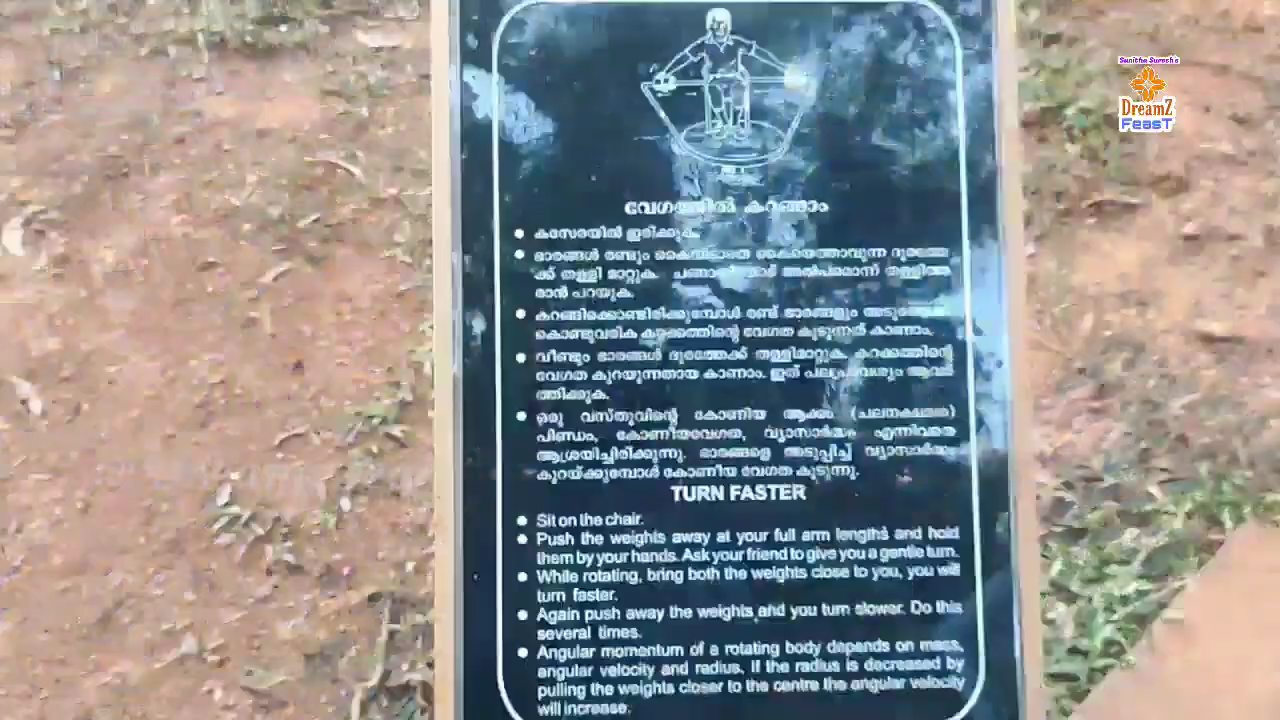 Sunitha Suresh's
DreamZ
FeasT
വേഗത്തിൽ കറങ്ങാം
കസേരയിൽ ഇരിക്കുക.
ഭാരങ്ങൾ രണ്ടും കൈയെത്താവുന്ന ദൂരത്തേ
ക്ക് തള്ളി മാറ്റുക. തള്ളിത്ത
രാൻ പറയുക.
കറങ്ങിക്കൊണ്ടിരിക്കുമ്പോൾ രണ്ട് ഭാരങ്ങളും അടുത്തേക്ക്
കൊണ്ടുവരിക കറക്കത്തിന്റെ വേഗത കൂടുന്നത് കാണാം.
വീണ്ടും ഭാരങ്ങൾ ദൂരത്തേക്ക് തള്ളിമാറ്റുക. കറക്കത്തിന്റെ
വേഗത കുറയുന്നതായ കാണാം. ഇത് പലപ്രാവശ്യം ആവർ
ത്തിക്കുക.
ഒരു വസ്തുവിന്റെ കോണീയ ആക്കം
പിണ്ഡം, കോണീയവേഗത, വ്യാസാർദ്ധം എന്നിവയെ
ആശ്രയിച്ചിരിക്കുന്നു. ഭാരങ്ങളെ അടുപ്പിച്ച് വ്യാസാർദ്ധം
കുറയ്ക്കുമ്പോൾ കോണീയ വേഗത കൂടുന്നു.
TURN FASTER
Sit on the chair.
Push the weights away at your full arm lengths and hold
them by your hands. Ask your friend to give you a gentle turn.
While rotating, bring both the weights close to you, you will
turn faster.
Again push away the weights and you turn slower. Do this
several times.
Angular momentum of a rotating body depends on mass,
angular velocity and radius. If the radius is decreased by
pulling the weights closer to the centre the angular velocity
will increase.